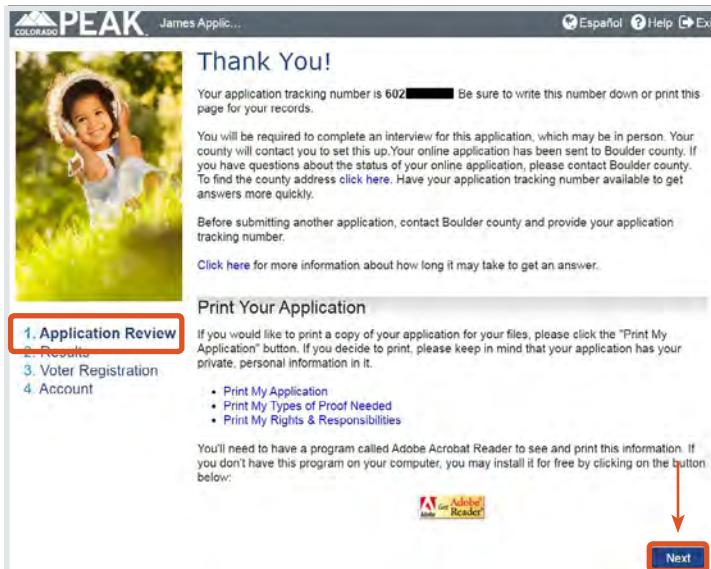 COLORADO PEAK James Applic... Español Help Ex
Thank You!
Your application tracking number is 602 Be sure to write this number down or print this
page for your records.
You will be required to complete an interview for this application, which may be in person. Your
county will contact you to set this up.Your online application has been sent to Boulder county. If
you have questions about the status of your online application, please contact Boulder county.
To find the county address click here. Have your application tracking number available to get
answers more quickly.
Before submitting another application, contact Boulder county and provide your application
tracking number.
Click here for more information about how long it may take to get an answer.
1. Application Review
2. Results
3. Voter Registration
4. Account
Print Your Application
If you would like to print a copy of your application for your files, please click the "Print My
Application" button. If you decide to print, please keep in mind that your application has your
private, personal information in it.
• Print My Application
• Print My Types of Proof Needed
• Print My Rights & Responsibilities
You'll need to have a program called Adobe Acrobat Reader to see and print this information. If
you don't have this program on your computer, you may install it for free by clicking on the button
below:
Adobe Get Adobe Reader
Next